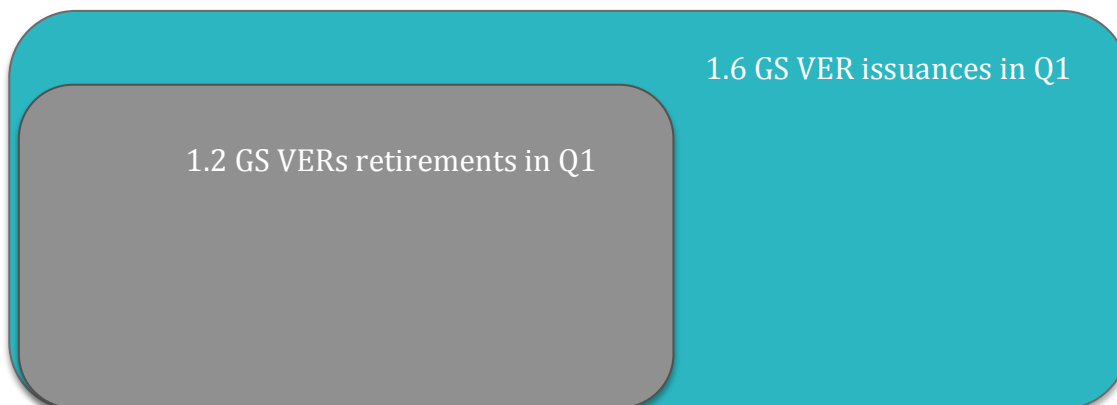 1.6 GS VER issuances in Q1
1.2 GS VERs retirements in Q1